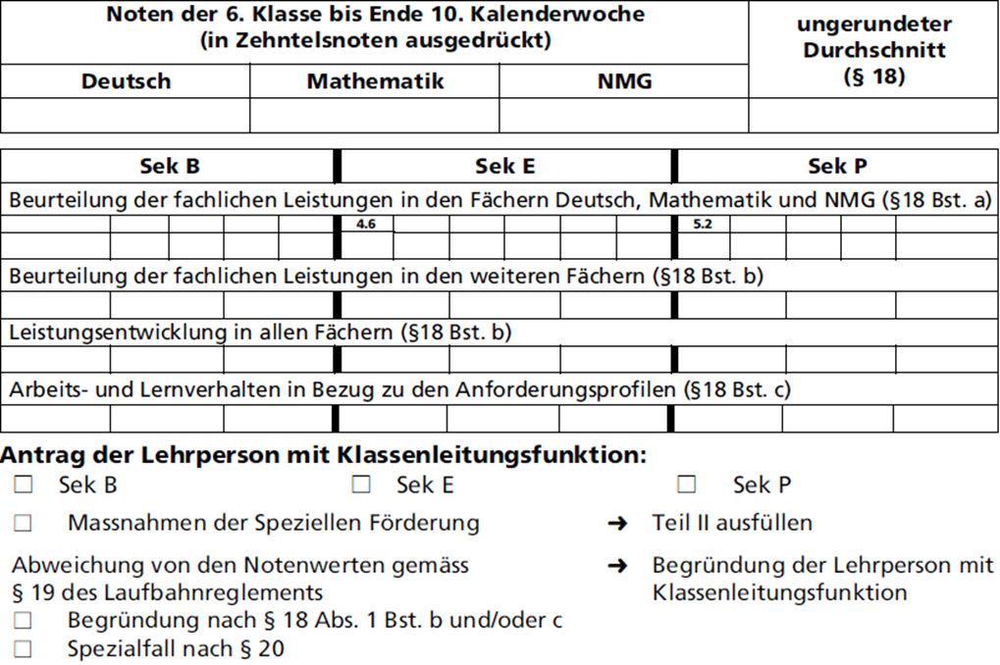 Noten der 6. Klasse bis Ende 10. Kalenderwoche
(in Zehntelsnoten ausgedrückt)
ungerundeter
Durchschnitt
(§ 18)
Deutsch Mathematik NMG
Sek B Sek E Sek P
Beurteilung der fachlichen Leistungen in den Fächern Deutsch, Mathematik und NMG (§18 Bst. a)
4.6 5.2
Beurteilung der fachlichen Leistungen in den weiteren Fächern (§18 Bst. b)
Leistungsentwicklung in allen Fächern (§18 Bst. b)
Arbeits- und Lernverhalten in Bezug zu den Anforderungsprofilen (§18 Bst. c)
Antrag der Lehrperson mit Klassenleitungsfunktion:
☐ Sek B ☐ Sek E ☐ Sek P
☐ Massnahmen der Speziellen Förderung ➔ Teil II ausfüllen
Abweichung von den Notenwerten gemäss ➔ Begründung der Lehrperson mit
§ 19 des Laufbahnreglements Klassenleitungsfunktion
☐ Begründung nach § 18 Abs. 1 Bst. b und/oder c
☐ Spezialfall nach § 20